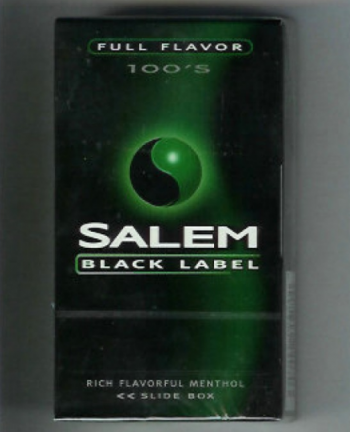 FULL FLAVOR
100'S
SALEM
BLACK LABEL
RICH FLAVORFUL MENTHOL
<< SLIDE BOX